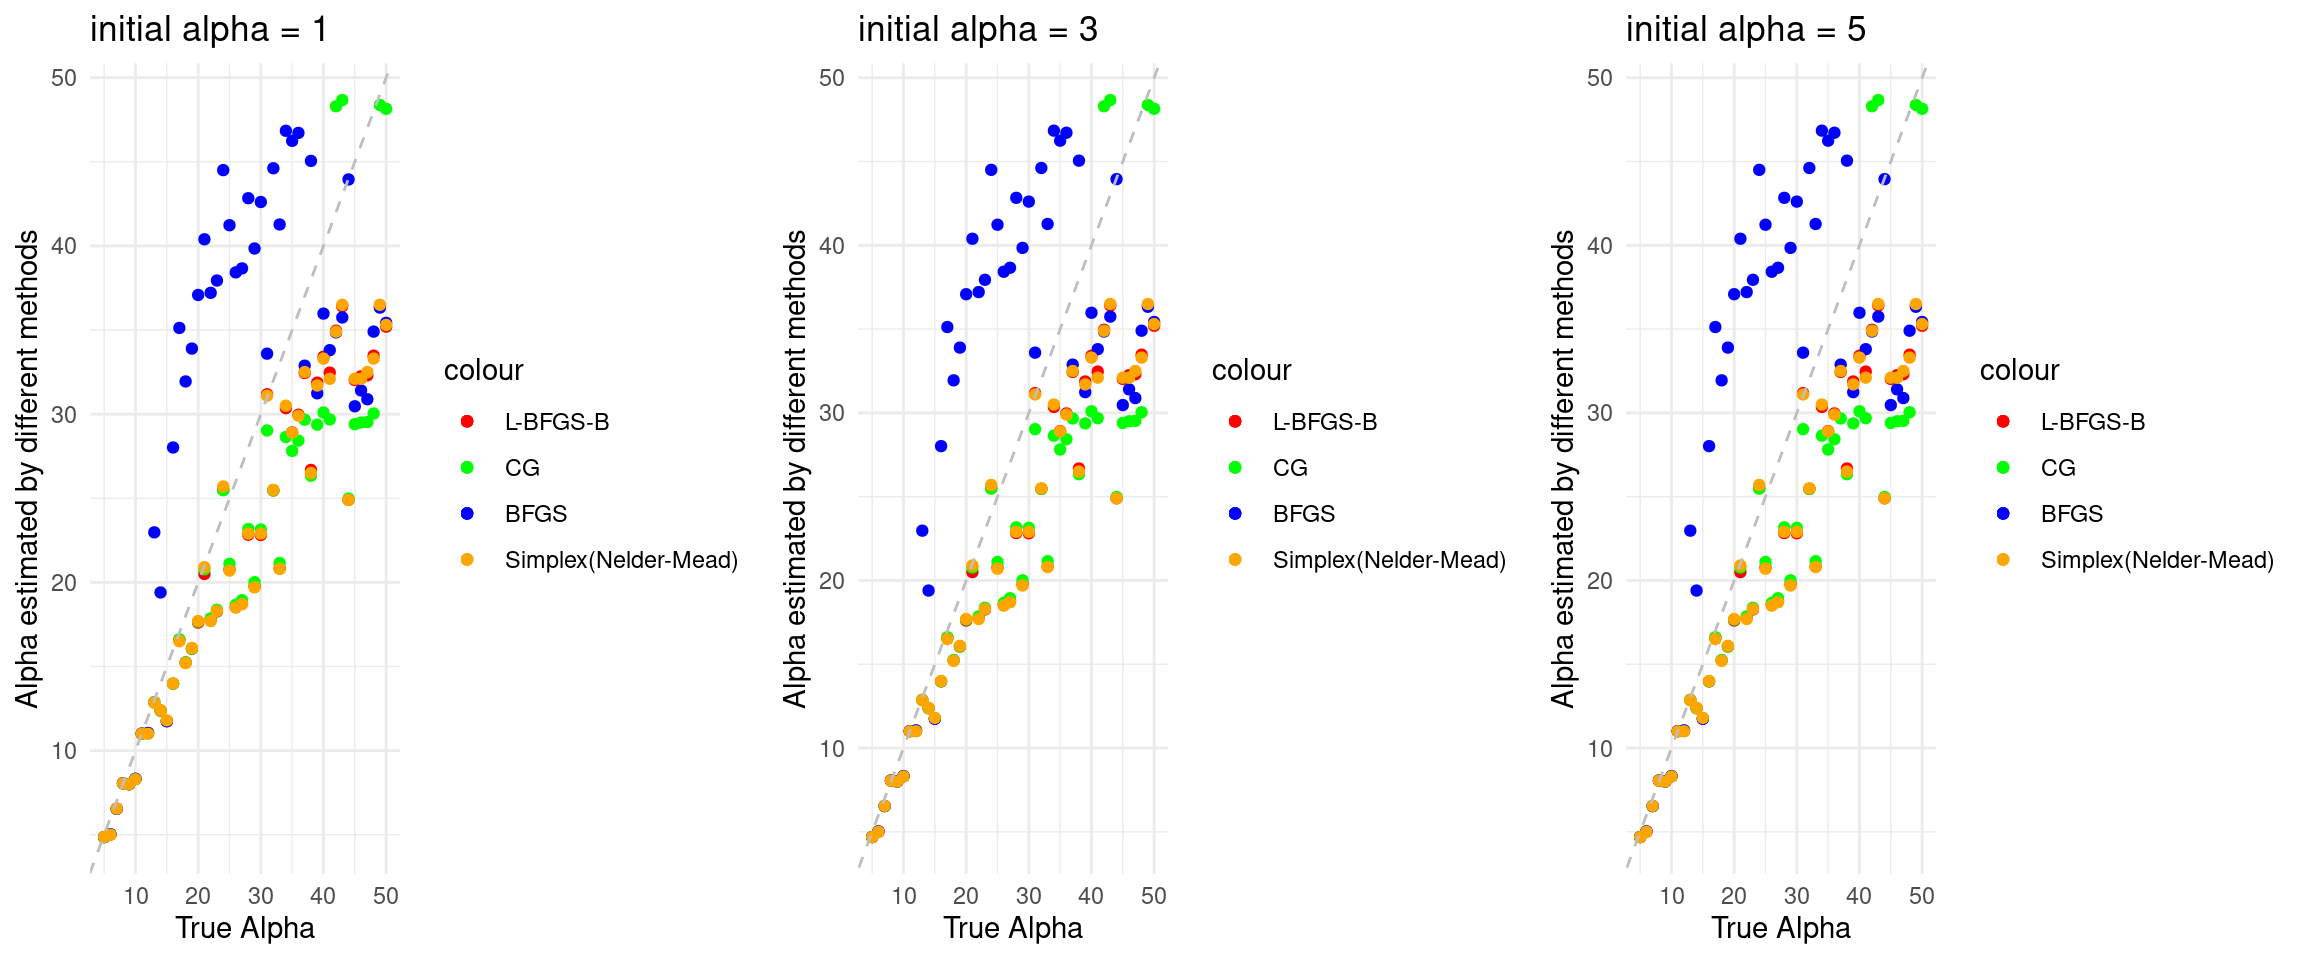 initial alpha = 1
Alpha estimated by different methods
50
40
30
20
10
10 20 30 40 50
True Alpha
colour
L-BFGS-B
CG
BFGS
Simplex(Nelder-Mead)
initial alpha = 3
Alpha estimated by different methods
50
40
30
20
10
10 20 30 40 50
True Alpha
colour
L-BFGS-B
CG
BFGS
Simplex(Nelder-Mead)
initial alpha = 5
Alpha estimated by different methods
50
40
30
20
10
10 20 30 40 50
True Alpha
colour
L-BFGS-B
CG
BFGS
Simplex(Nelder-Mead)